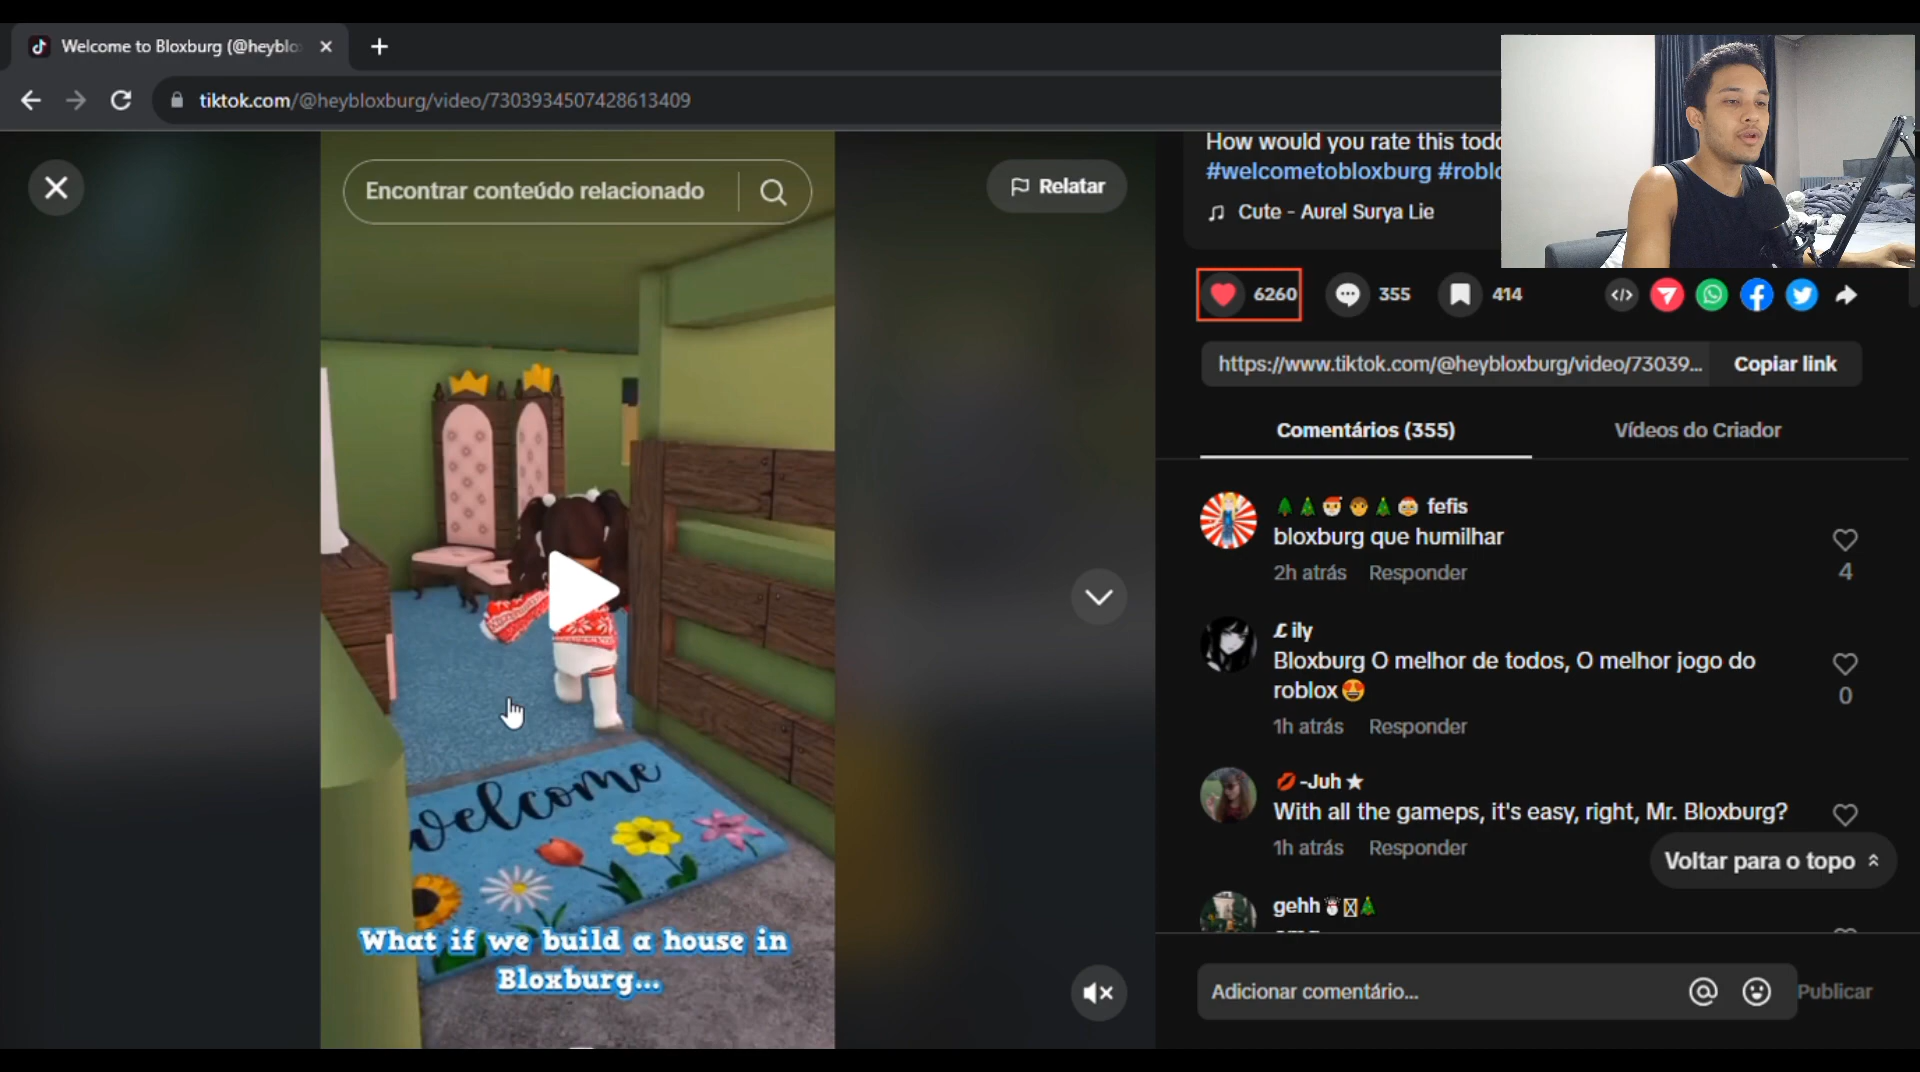 Welcome to Bloxburg (@heyblo
tiktok.com/@heybloxburg/video/7303934507428613409
Encontrar conteúdo relacionado
Relatar
welcome
What if we build a house in
Bloxburg...
How would you rate this tod
#welcometobloxburg #roblo
Cute - Aurel Surya Lie
6260
355
414
https://www.tiktok.com/@heybloxburg/video/73039...
Copiar link
Comentários (355)
Vídeos do Criador
fefis
bloxburg que humilhar
2h atrás Responder
4
£ ily
Bloxburg O melhor de todos, O melhor jogo do
roblox😍
1h atrás Responder
0
💋-Juh★
With all the gameps, it's easy, right, Mr. Bloxburg?
1h atrás Responder
Voltar para o topo
gehh
Adicionar comentário...
Publicar